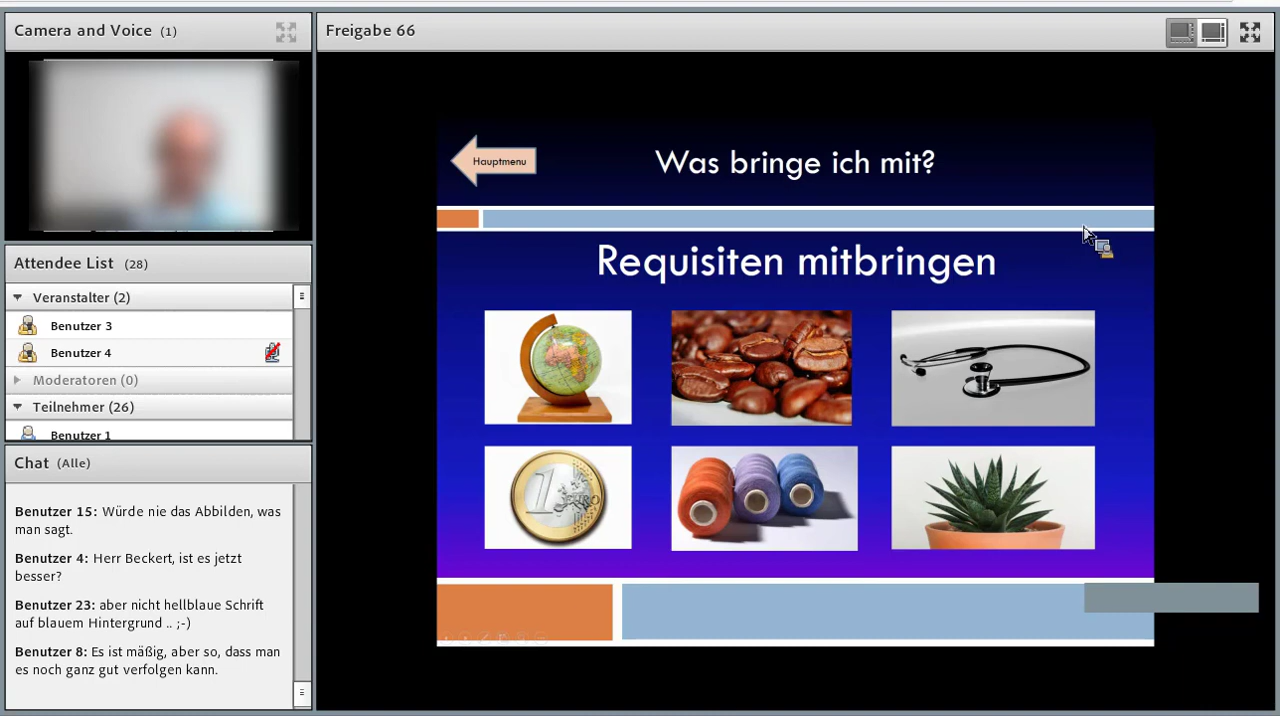 Camera and Voice (1)
Freigabe 66
Hauptmenu
Was bringe ich mit?
Requisiten mitbringen
1 EURO
Attendee List (28)
Veranstalter (2)
Benutzer 3
Benutzer 4
Moderatoren (0)
Teilnehmer (26)
Benutzer 1
Chat (Alle)
Benutzer 15: Würde nie das Abbilden, was
man sagt.
Benutzer 4: Herr Beckert, ist es jetzt
besser?
Benutzer 23: aber nicht hellblaue Schrift
auf blauem Hintergrund .. ;-)
Benutzer 8: Es ist mäßig, aber so, dass man
es noch ganz gut verfolgen kann.